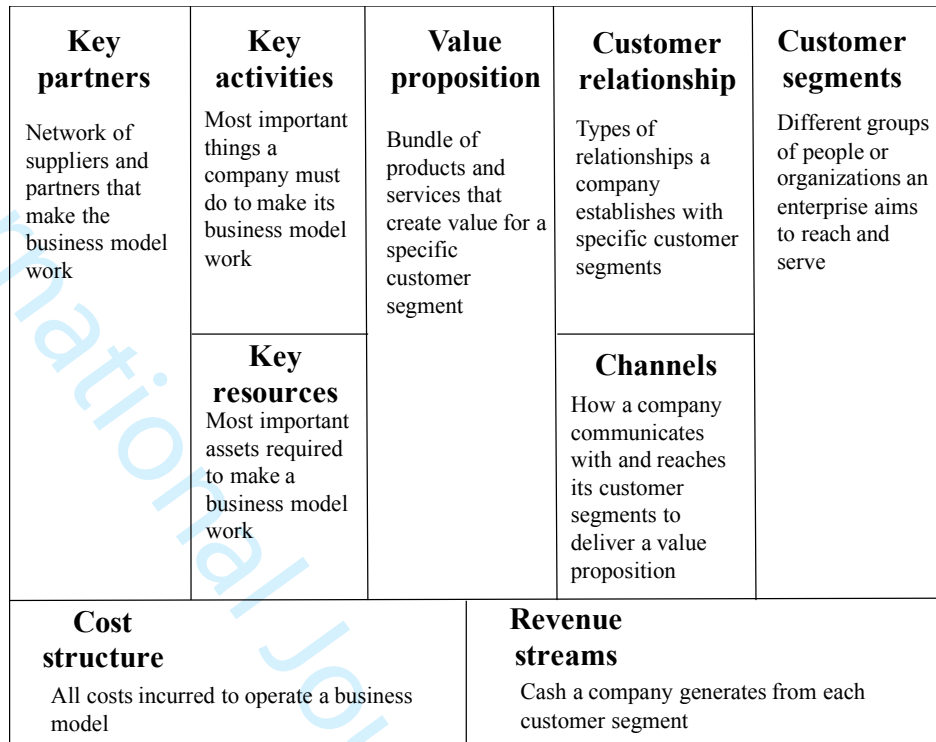 Key
partners
Network of
suppliers and
partners that
make the
business model
work
Key
activities
Most important
things a
company must
do to make its
business model
work
Key
resources
Most important
assets required
to make a
business model
work
Value
proposition
Bundle of
products and
services that
create value for a
specific
customer
segment
Customer
relationship
Types of
relationships a
company
establishes with
specific customer
segments
Channels
How a company
communicates
with and reaches
its customer
segments to
deliver a value
proposition
Customer
segments
Different groups
of people or
organizations an
enterprise aims
to reach and
serve
Cost
structure
All costs incurred to operate a business
model
Revenue
streams
Cash a company generates from each
customer segment